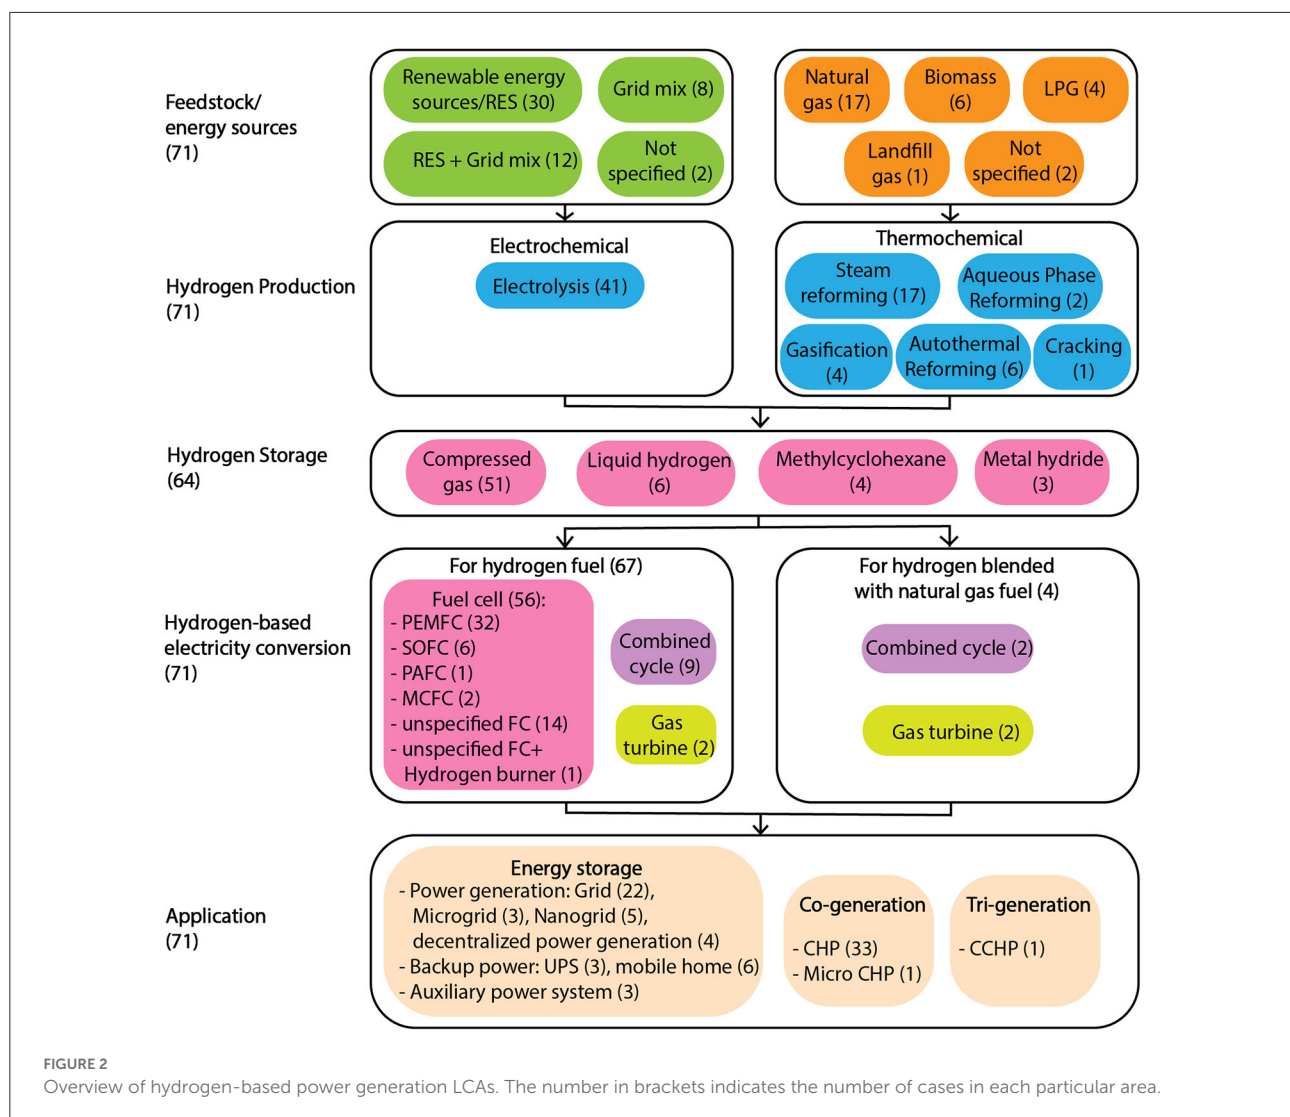 Feedstock/
energy sources
(71)
Renewable energy
sources/RES (30)
Grid mix (8)
RES + Grid mix (12)
Not
specified (2)
Natural
gas (17)
Biomass
(6)
LPG (4)
Landfill
gas (1)
Not
specified (2)
Hydrogen Production
(71)
Electrochemical
Electrolysis (41)
Thermochemical
Steam
reforming (17)
Aqueous Phase
Reforming (2)
Gasification
(4)
Autothermal
Reforming (6)
Cracking
(1)
Hydrogen Storage
(64)
Compressed
gas (51)
Liquid hydrogen
(6)
Methylcyclohexane
(4)
Metal hydride
(3)
Hydrogen-based
electricity conversion
(71)
For hydrogen fuel (67)
Fuel cell (56):
- PEMFC (32)
- SOFC (6)
- PAFC (1)
- MCFC (2)
- unspecified FC (14)
- unspecified FC+
Hydrogen burner (1)
Combined
cycle (9)
Gas
turbine (2)
For hydrogen blended
with natural gas fuel (4)
Combined cycle (2)
Gas turbine (2)
Application
(71)
Energy storage
- Power generation: Grid (22),
Microgrid (3), Nanogrid (5),
decentralized power generation (4)
- Backup power: UPS (3), mobile home (6)
- Auxiliary power system (3)
Co-generation
- CHP (33)
- Micro CHP (1)
Tri-generation
- CCHP (1)
FIGURE 2
Overview of hydrogen-based power generation LCAs. The number in brackets indicates the number of cases in each particular area.